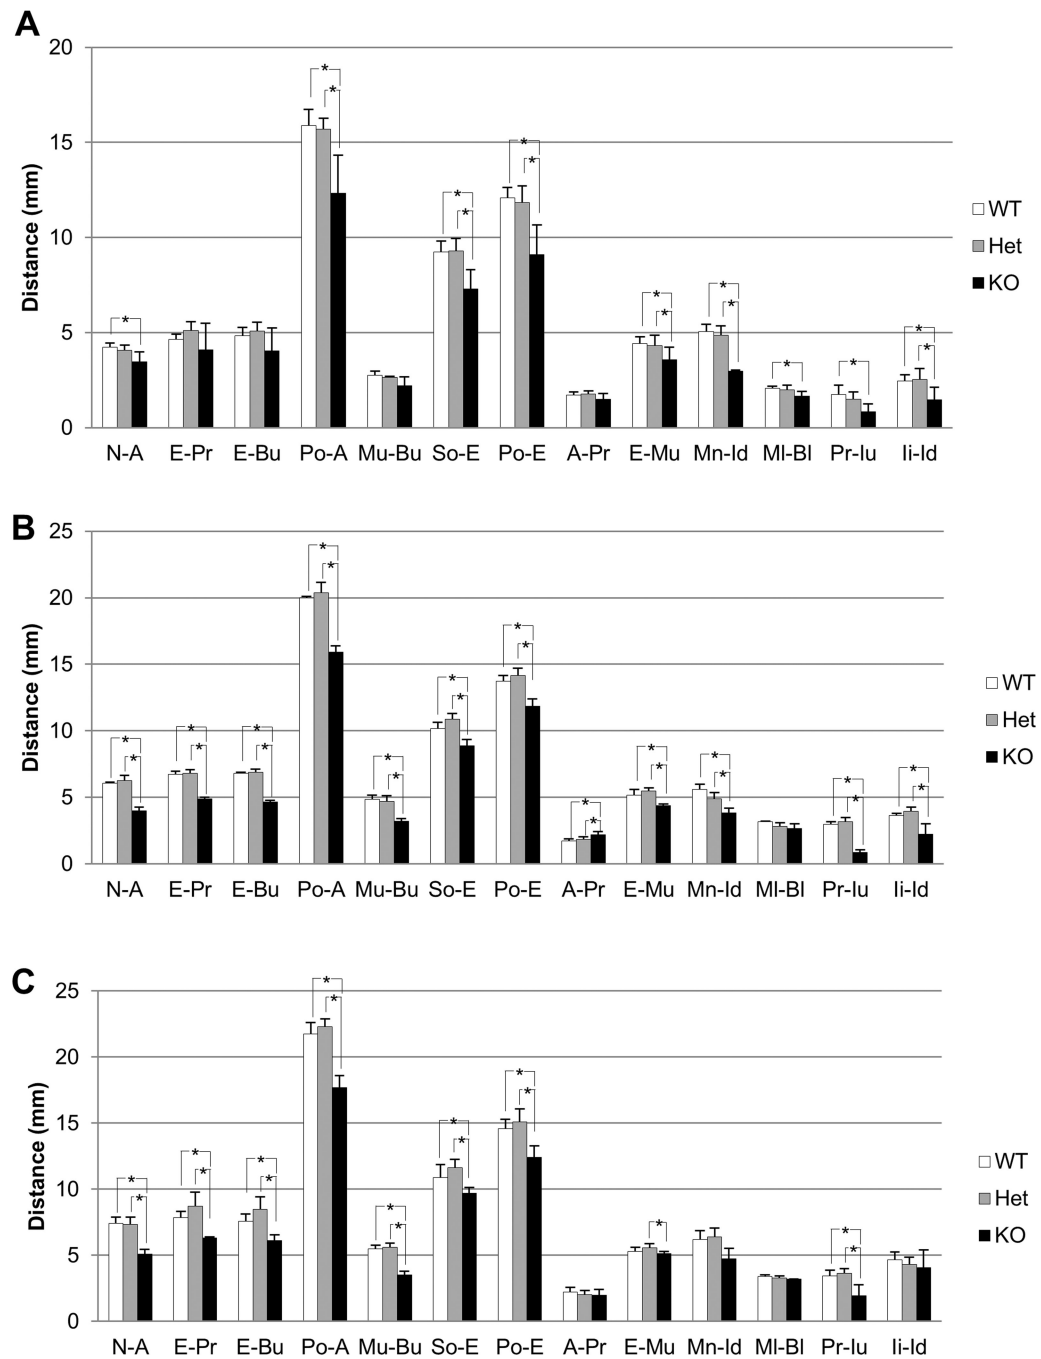 A
20
15
10
5
0
Distance (mm)
* * * * * * * * * * * * * * *
N-A E-Pr E-Bu Po-A Mu-Bu So-E Po-E A-Pr E-Mu Mn-Id Ml-Bl Pr-Iu Ii-Id
WT
Het
KO
B
25
20
15
10
5
0
Distance (mm)
* * * * * * * * * * * * * * * * * * * * * * * *
N-A E-Pr E-Bu Po-A Mu-Bu So-E Po-E A-Pr E-Mu Mn-Id Ml-Bl Pr-Iu Ii-Id
WT
Het
KO
C
25
20
15
10
5
0
Distance (mm)
* * * * * * * * * * * * * * * * *
N-A E-Pr E-Bu Po-A Mu-Bu So-E Po-E A-Pr E-Mu Mn-Id Ml-Bl Pr-Iu Ii-Id
WT
Het
KO